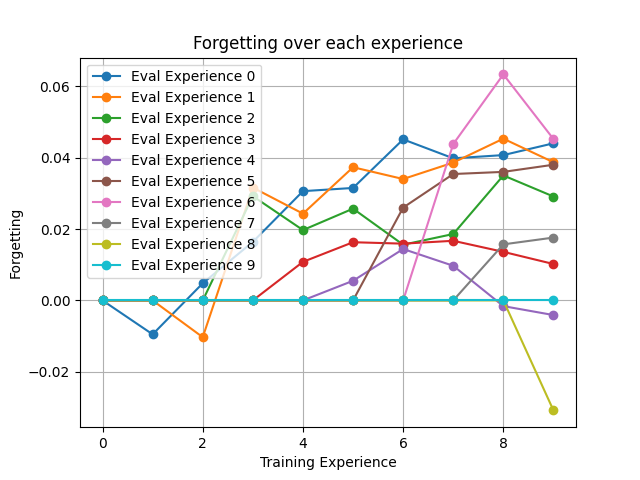 Forgetting over each experience
Eval Experience 0
Eval Experience 1
Eval Experience 2
Eval Experience 3
Eval Experience 4
Eval Experience 5
Eval Experience 6
Eval Experience 7
Eval Experience 8
Eval Experience 9
0.06
0.04
0.02
0.00
−0.02
Forgetting
0 2 4 6 8
Training Experience